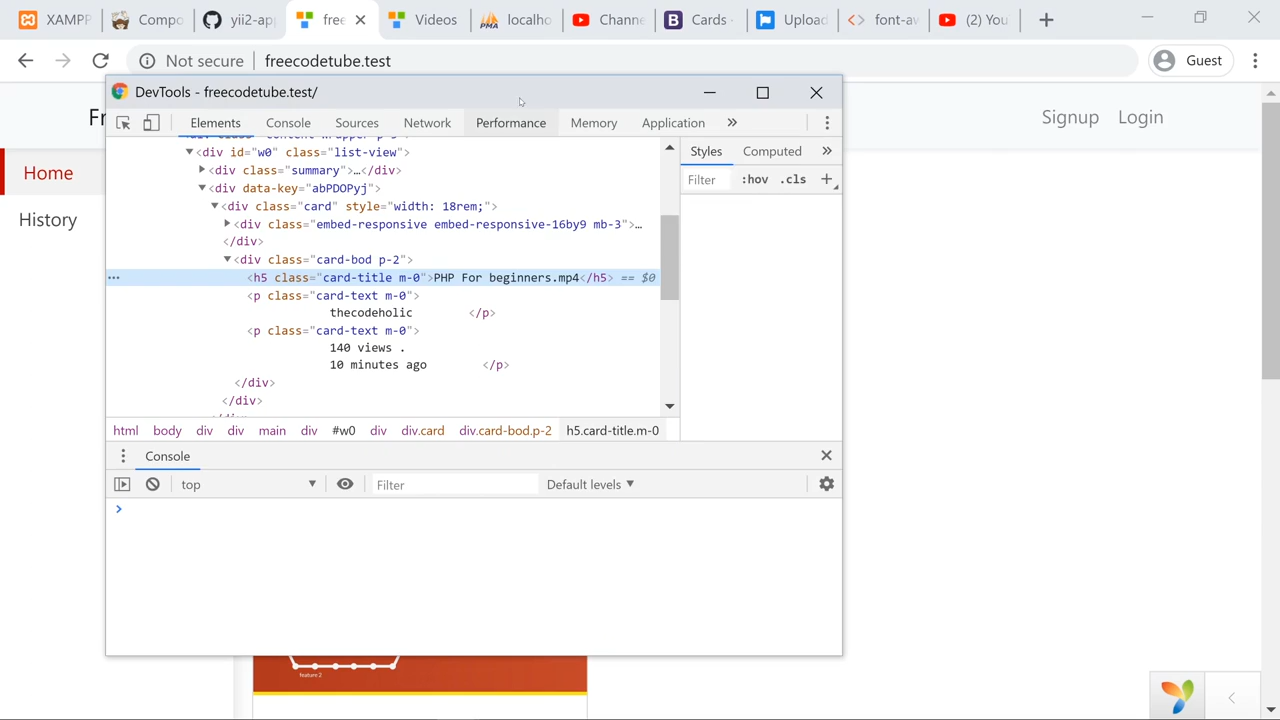 XAMPP
Compo
yii2-ap
free
Videos
PMA
localho
Channe
B
Cards
Upload
font-av
(2) You
Not secure
freecodetube.test
Guest
DevTools - freecodetube.test/
Fr
Signup
Login
Elements
Console
Sources
Network
Performance
Memory
Application
Home
History
<div id="w0" class="list-view">
<div class="summary">…</div>
<div data-key="abPDOPyj">
<div class="card" style="width: 18rem;">
<div class="embed-responsive embed-responsive-16by9 mb-3">…
</div>
<div class="card-bod p-2">
<h5 class="card-title m-0">PHP For beginners.mp4</h5> == $0
<p class="card-text m-0">
thecodeholic </p>
<p class="card-text m-0">
140 views .
10 minutes ago </p>
</div>
</div>
Styles
Computed
Filter
:hov
.cls
html
body
div
div
main
div
#w0
div
div.card
div.card-bod.p-2
h5.card-title.m-0
Console
top
Filter
Default levels
feature 2